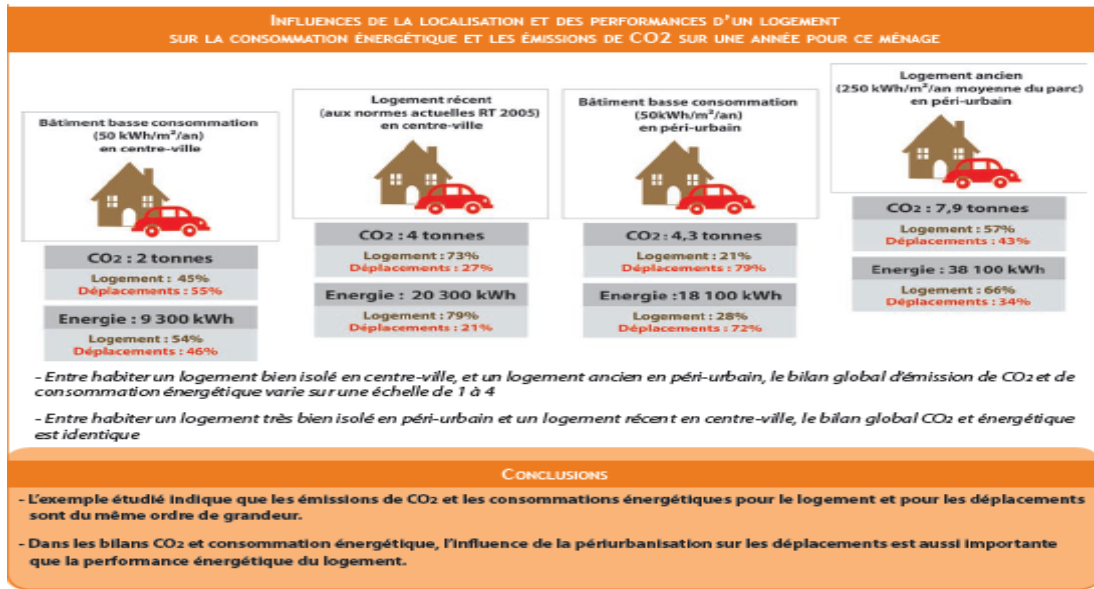 INFLUENCES DE LA LOCALISATION ET DES PERFORMANCES D'UN LOGEMENT
SUR LA CONSOMMATION ÉNERGÉTIQUE ET LES ÉMISSIONS DE CO2 SUR UNE ANNÉE POUR CE MÉNAGE
Bâtiment basse consommation
(50 kWh/m²/an)
en centre-ville
CO2 : 2 tonnes
Logement : 45%
Déplacements : 55%
Energie : 9 300 kWh
Logement : 54%
Déplacements : 46%
Logement récent
(aux normes actuelles RT 2005)
en centre-ville
CO2 : 4 tonnes
Logement : 73%
Déplacements : 27%
Energie : 20 300 kWh
Logement : 79%
Déplacements : 21%
Bâtiment basse consommation
(50kWh/m²/an)
en péri-urbain
CO2 : 4,3 tonnes
Logement : 21%
Déplacements : 79%
Energie :18 100 kWh
Logement : 28%
Déplacements : 72%
Logement ancien
(250 kWh/m²/an moyenne du parc)
en péri-urbain
CO2 : 7,9 tonnes
Logement : 57%
Déplacements : 43%
Energie : 38 100 kWh
Logement : 66%
Déplacements : 34%
- Entre habiter un logement bien isolé en centre-ville, et un logement ancien en péri-urbain, le bilan global d'émission de CO2 et de
consommation énergétique varie sur une échelle de 1 à 4
- Entre habiter un logement très bien isolé en péri-urbain et un logement récent en centre-ville, le bilan global CO2 et énergétique
est identique
CONCLUSIONS
- L'exemple étudié indique que les émissions de CO2 et les consommations énergétiques pour le logement et pour les déplacements
sont du même ordre de grandeur.
- Dans les bilans CO2 et consommation énergétique, l'influence de la périurbanisation sur les déplacements est aussi importante
que la performance énergétique du logement.